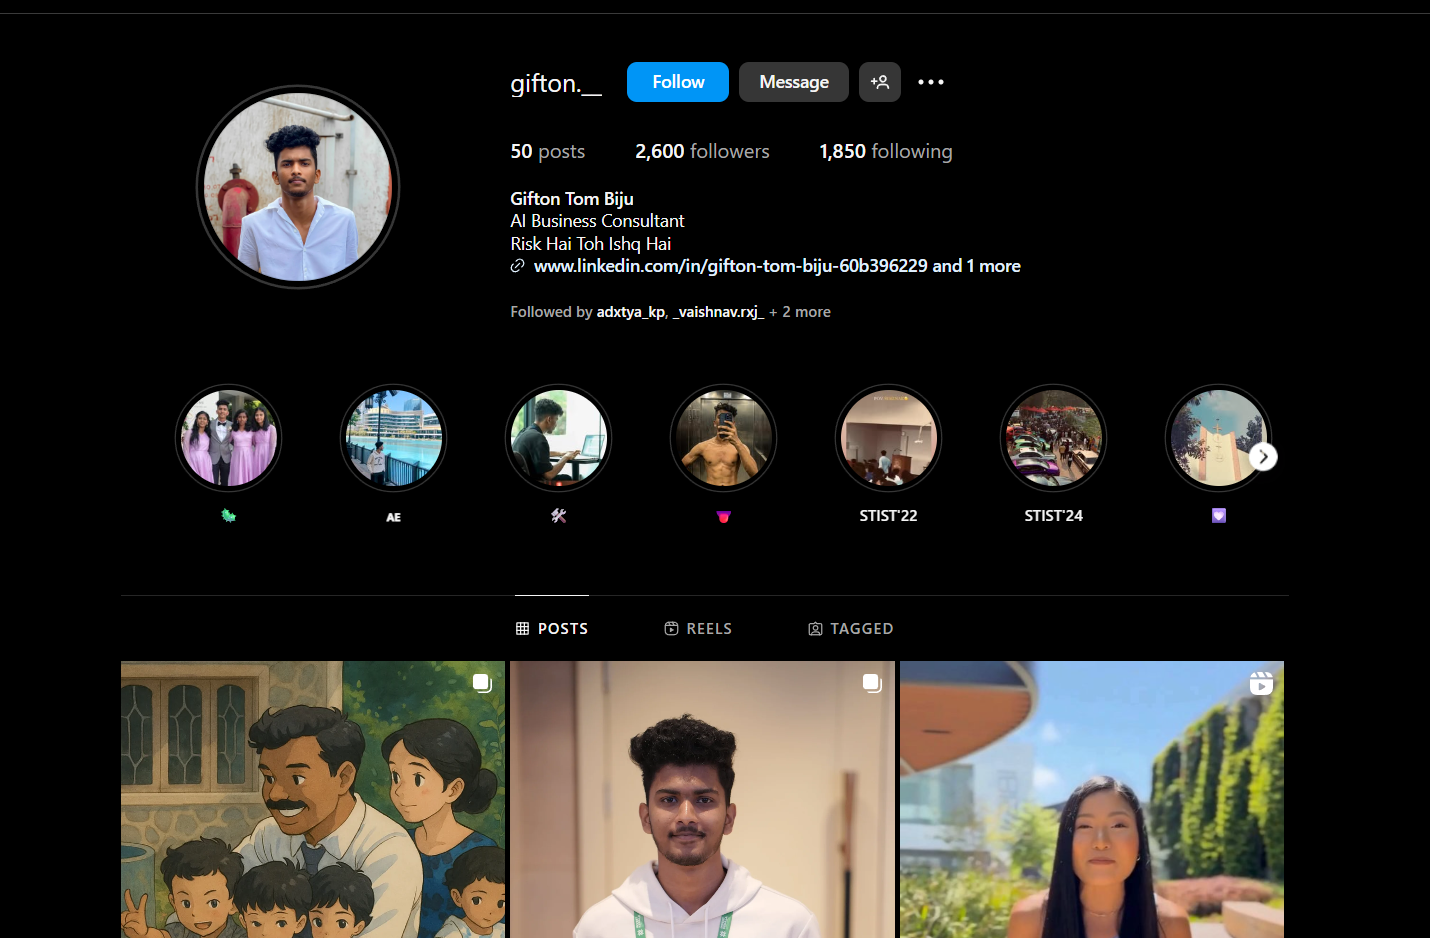 gifton.__ Follow Message
50 posts 2,600 followers 1,850 following
Gifton Tom Biju
AI Business Consultant
Risk Hai Toh Ishq Hai
www.linkedin.com/in/gifton-tom-biju-60b396229 and 1 more
Followed by adxtya_kp, _vaishnav.rxj_ + 2 more
AE STIST'22 STIST'24
POSTS REELS TAGGED